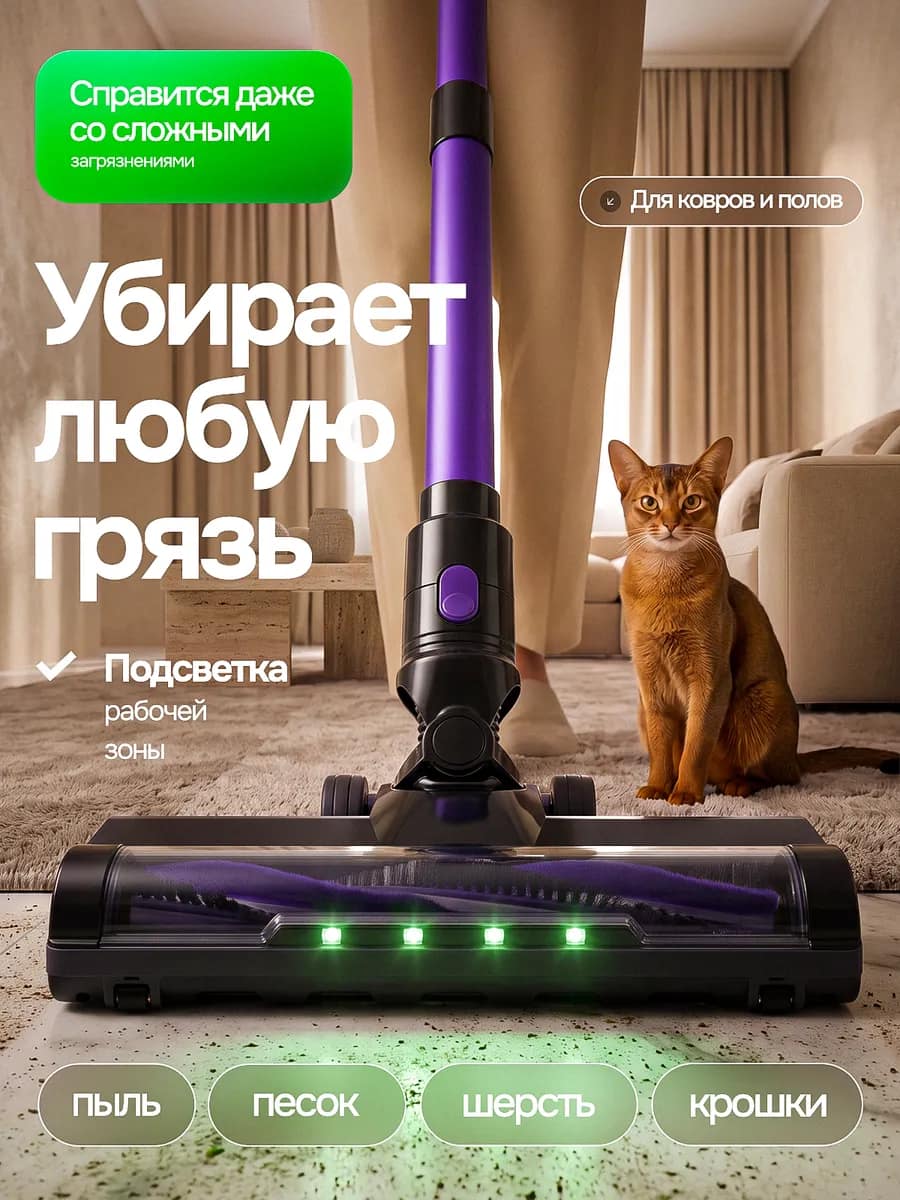 Справится даже
со сложными
загрязнениями
Для ковров и полов
Убирает
любую
грязь
Подсветка
рабочей
зоны
пыль
песок
шерсть
крошки